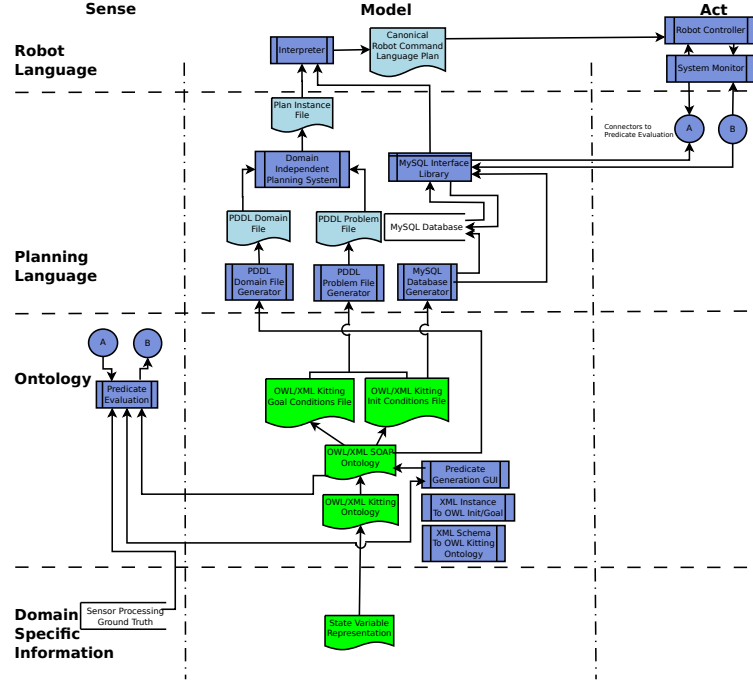 Sense
Model
Act
Robot
Language
Interpreter
Canonical
Robot Command
Language Plan
Robot Controller
System Monitor
Plan Instance
File
Connectors to
Predicate Evaluation
A
B
Domain
Independent
Planning System
MySQL Interface
Library
PDDL Domain
File
PDDL Problem
File
MySQL Database
Planning
Language
PDDL
Domain File
Generator
PDDL
Problem File
Generator
MySQL
Database
Generator
A
B
Ontology
Predicate
Evaluation
OWL/XML Kitting
Goal Conditions File
OWL/XML Kitting
Init Conditions File
OWL/XML SOAP
Ontology
Predicate
Generation GUI
OWL/XML Kitting
Ontology
XML Instance
To OWL Init/Goal
XML Schema
To OWL Kitting
Ontology
Domain
Specific
Information
Sensor Processing
Ground Truth
State Variable
Representation